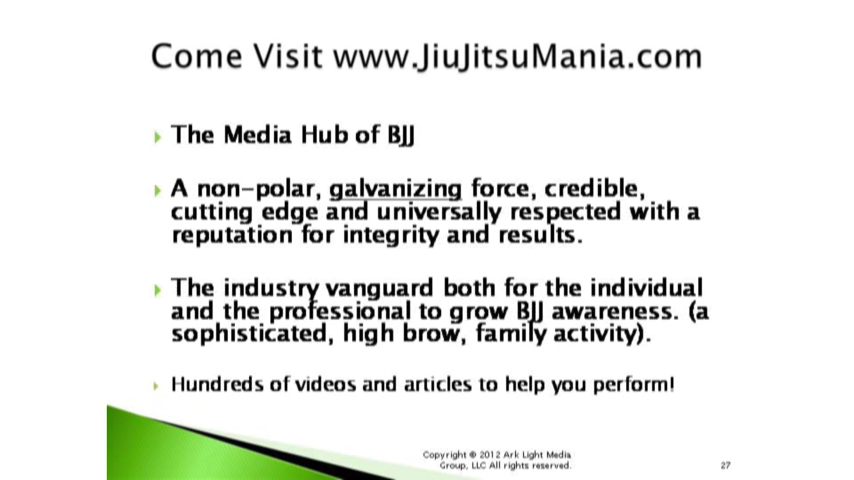 Come Visit www.JiuJitsuMania.com
The Media Hub of BJJ
A non-polar, galvanizing force, credible,
cutting edge and universally respected with a
reputation for integrity and results.
The industry vanguard both for the individual
and the professional to grow BJJ awareness. (a
sophisticated, high brow, family activity).
Hundreds of videos and articles to help you perform!
Copyright © 2012 Ark Light Media
Group, LLC All rights reserved.
27